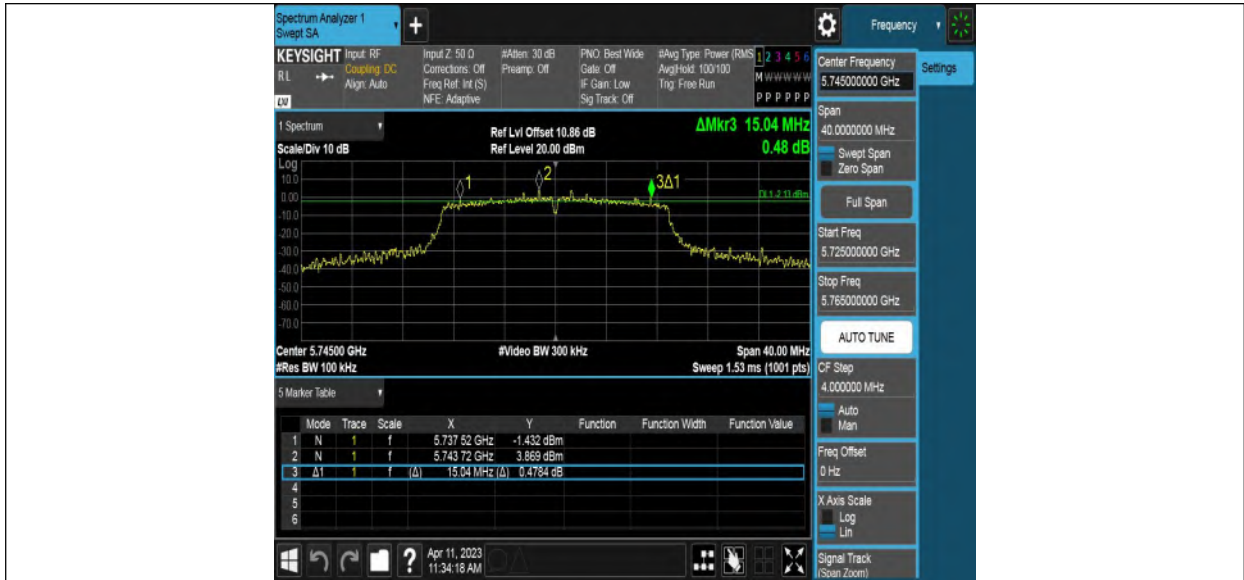 Spectrum Analyzer 1
Swept SA
+
Frequency
KEYSIGHT
R L
LXI
Input: RF
Coupling: DC
Align: Auto
Input Z: 50 Ω
Corrections: Off
Freq Ref: Int (S)
NFE: Adaptive
#Atten: 30 dB
Preamp: Off
PNO: Best Wide
Gate: Off
IF Gain: Low
Sig Track: Off
#Avg Type: Power (RMS
Avg|Hold: 100/100
Trig: Free Run
1 2 3 4 5 6
M W W W W W
P P P P P P
Center Frequency
5.745000000 GHz
Settings
Span
40.0000000 MHz
Swept Span
Zero Span
Full Span
Start Freq
5.725000000 GHz
Stop Freq
5.765000000 GHz
AUTO TUNE
CF Step
4.000000 MHz
Auto
Man
Freq Offset
0 Hz
X Axis Scale
Log
Lin
Signal Track
(Span Zoom)
1 Spectrum
Scale/Div 10 dB
Ref Lvl Offset 10.86 dB
Ref Level 20.00 dBm
ΔMkr3 15.04 MHz
0.48 dB
Log
10.0
0.00
-10.0
-20.0
-30.0
-40.0
-50.0
-60.0
-70.0
1
2
3Δ1
DL1 -2.13 dBm
Center 5.74500 GHz
#Res BW 100 kHz
#Video BW 300 kHz
Span 40.00 MHz
Sweep 1.53 ms (1001 pts)
5 Marker Table
Mode Trace Scale X Y Function Function Width Function Value
1 N 1 f 5.737 52 GHz -1.432 dBm
2 N 1 f 5.743 72 GHz 3.869 dBm
3 Δ1 1 f (Δ) 15.04 MHz (Δ) 0.4784 dB
4
5
6
?
Apr 11, 2023
11:34:18 AM